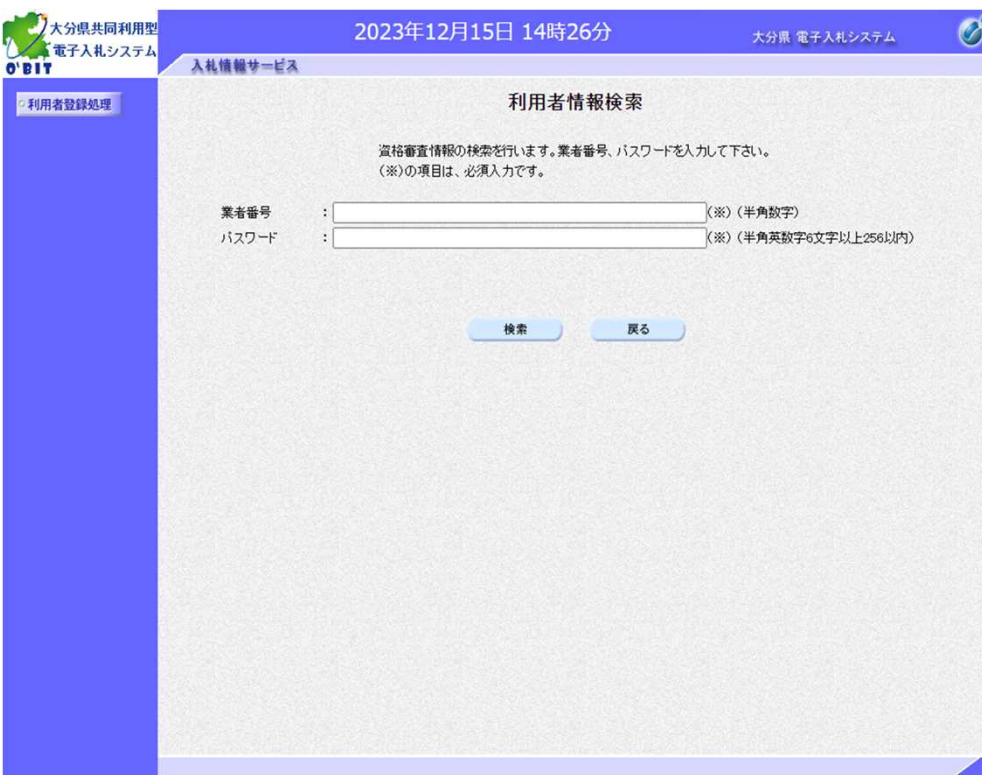 大分県共同利用型
電子入札システム
O'BIT
2023年12月15日 14時26分
大分県 電子入札システム
入札情報サービス
利用者登録処理
利用者情報検索
資格審査情報の検索を行います。業者番号、パスワードを入力して下さい。
(※)の項目は、必須入力です。
業者番号 : (※) (半角数字)
パスワード : (※) (半角英数字6文字以上256以内)
検索 戻る